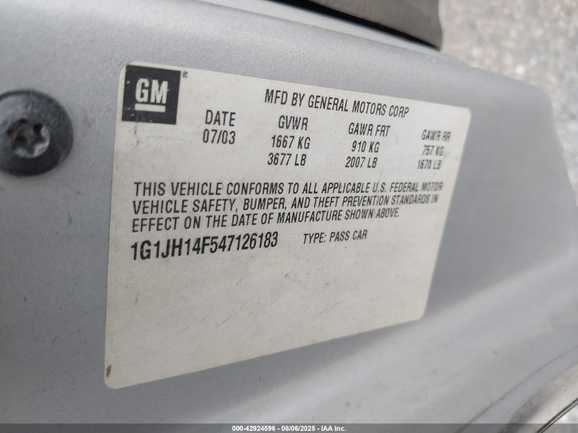 GM ®
MFD BY GENERAL MOTORS CORP
DATE GVWR GAWR FRT GAWR RR
07/03 1667 KG 910 KG 757 KG
3677 LB 2007 LB 1670 LB
THIS VEHICLE CONFORMS TO ALL APPLICABLE U.S. FEDERAL MOTOR
VEHICLE SAFETY, BUMPER, AND THEFT PREVENTION STANDARDS IN
EFFECT ON THE DATE OF MANUFACTURE SHOWN ABOVE.
1G1JH14F547126183 TYPE: PASS CAR
000-42924596 - 08/06/2025 - IAA Inc.